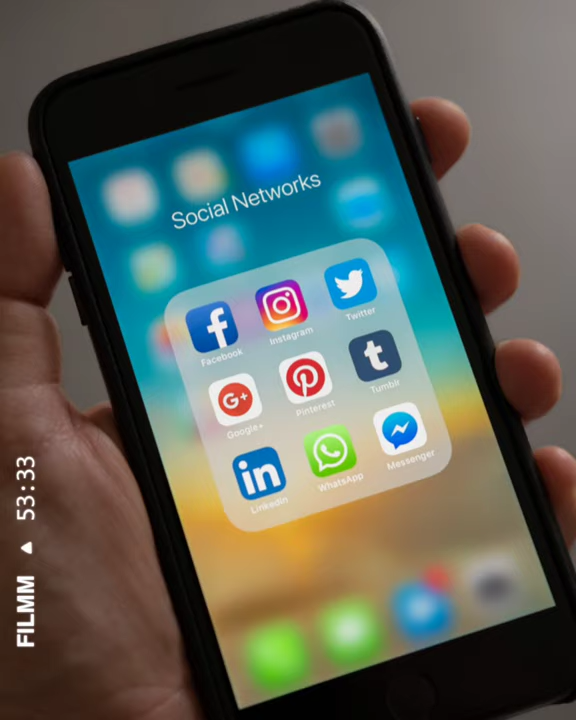 Social Networks
Facebook
Instagram
Twitter
Google+
Pinterest
Tumblr
LinkedIn
WhatsApp
Messenger
FILMM ▲ 53:33